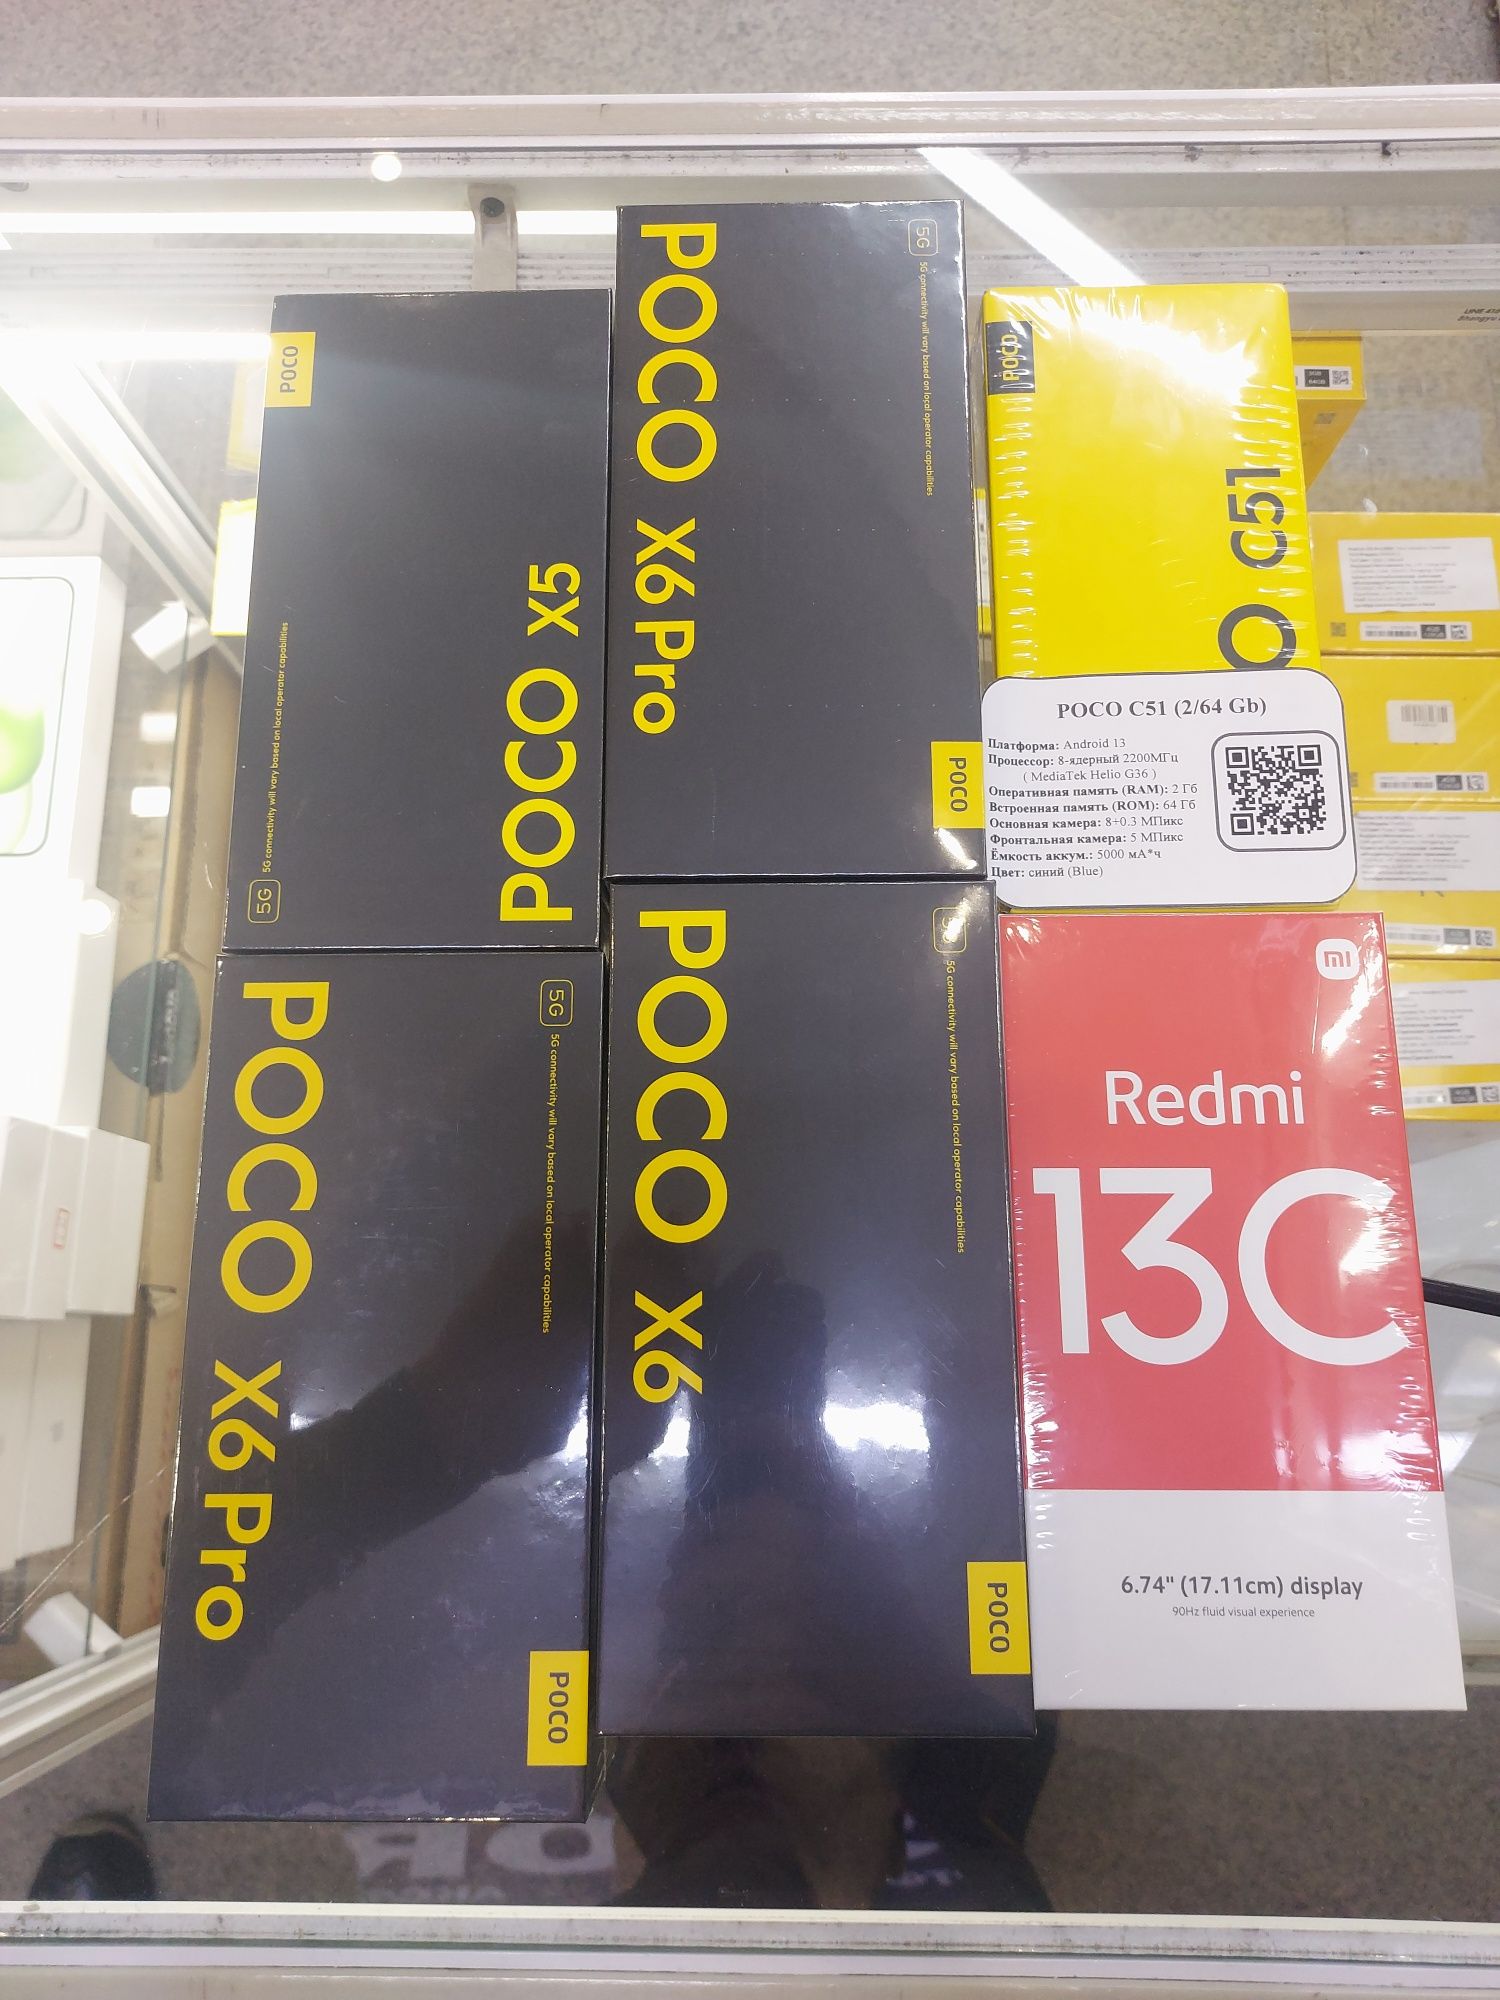 POCO
5G connectivity will vary based on local operator capabilities
5G
POCO X5
POCO X6 Pro
5G
5G connectivity will vary based on local operator capabilities
POCO
POCO
O C51
POCO C51 (2/64 Gb)
Платформа: Android 13
Процессор: 8-ядерный 2200МГц
( MediaTek Helio G36 )
Оперативная память (RAM): 2 Гб
Встроенная память (ROM): 64 Гб
Основная камера: 8+0.3 МПикс
Фронтальная камера: 5 МПикс
Ёмкость аккум.: 5000 мА*ч
Цвет: синий (Blue)
POCO X6 Pro
5G
5G connectivity will vary based on local operator capabilities
POCO
POCO X6
5G
5G connectivity will vary based on local operator capabilities
POCO
mi
Redmi
13C
6.74" (17.11cm) display
90Hz fluid visual experience